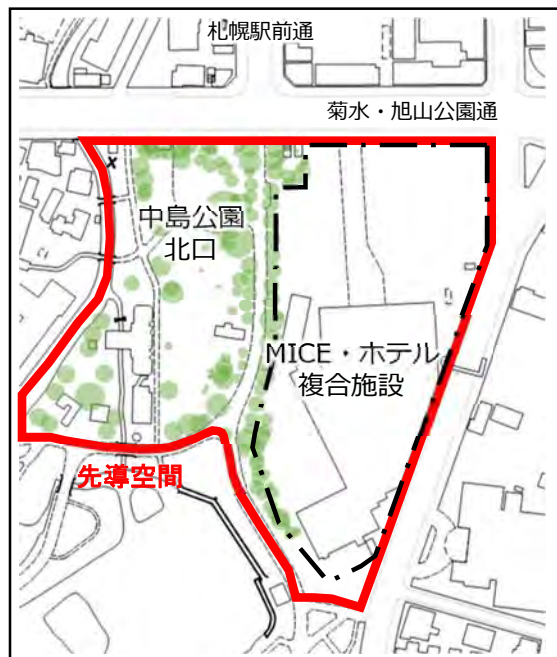 札幌駅前通
菊水・旭山公園通
中島公園
北口
MICE・ホテル
複合施設
先導空間